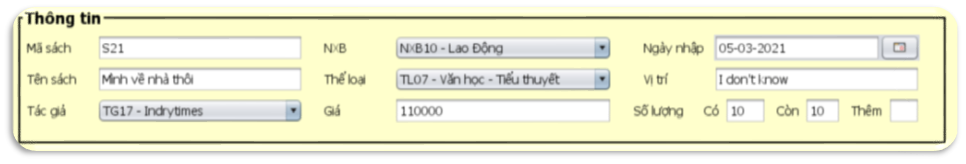 Thông tin
Mã sách S21 NXB NXB10 - Lao Động Ngày nhập 05-03-2021
Tên sách Mình về nhà thôi Thể loại TL07 - Văn học - Tiểu thuyết Vị trí I don't know
Tác giả TG17 - Indrytimes Giá 110000 Số lượng Có 10 Còn 10 Thêm